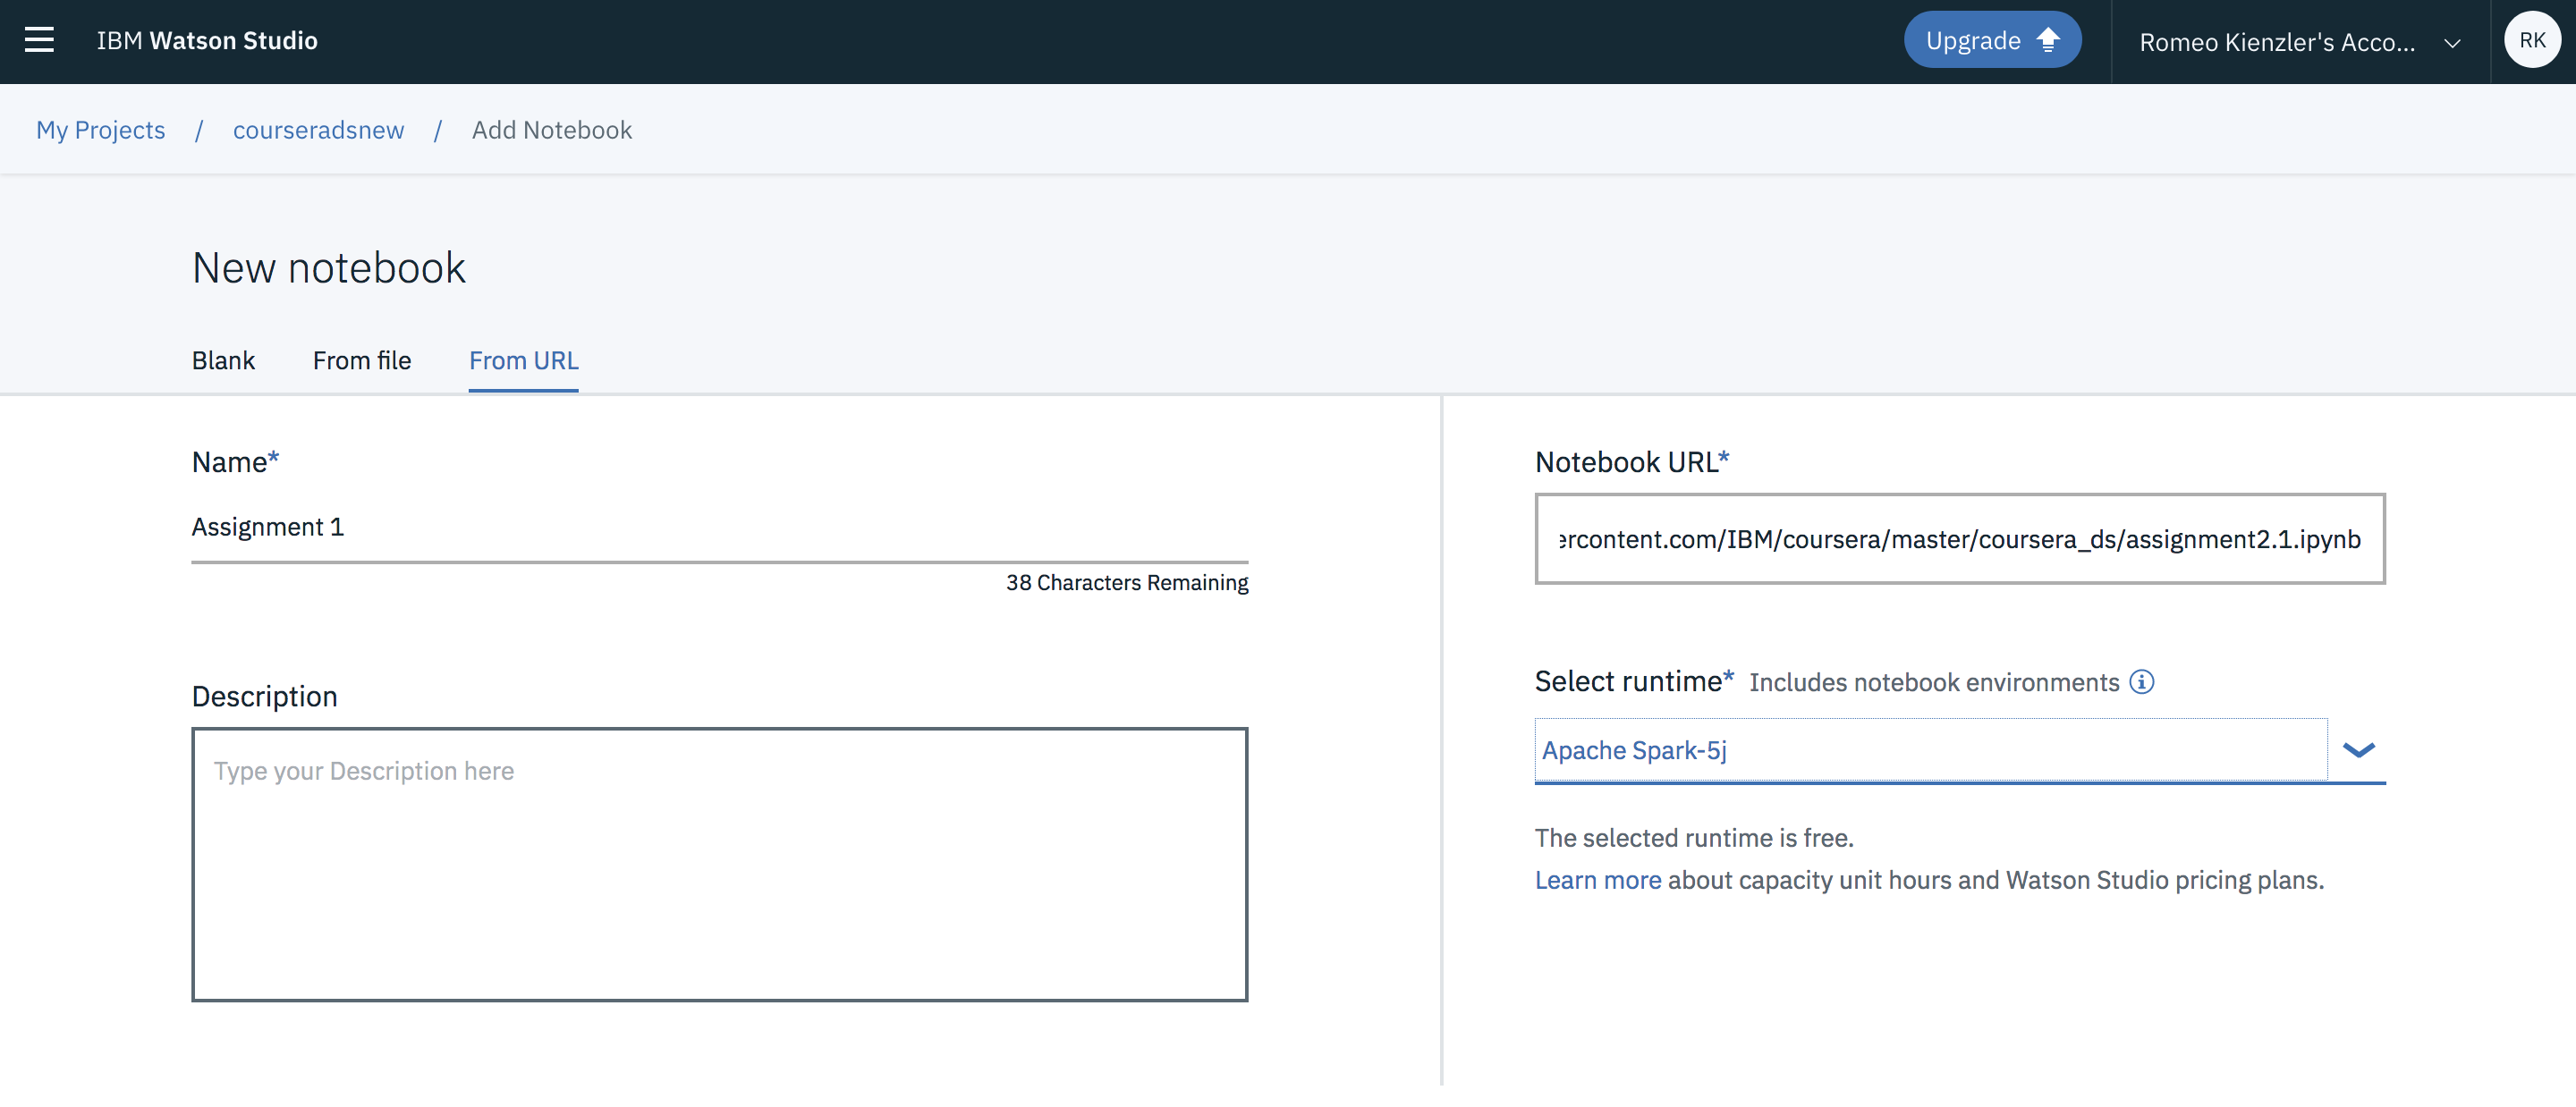 IBM Watson Studio
Upgrade
Romeo Kienzler's Acco...
RK
My Projects / courseradsnew / Add Notebook
New notebook
Blank From file From URL
Name*
Assignment 1
38 Characters Remaining
Description
Type your Description here
Notebook URL*
ercontent.com/IBM/coursera/master/coursera_ds/assignment2.1.ipynb
Select runtime* Includes notebook environments
Apache Spark-5j
The selected runtime is free.
Learn more about capacity unit hours and Watson Studio pricing plans.